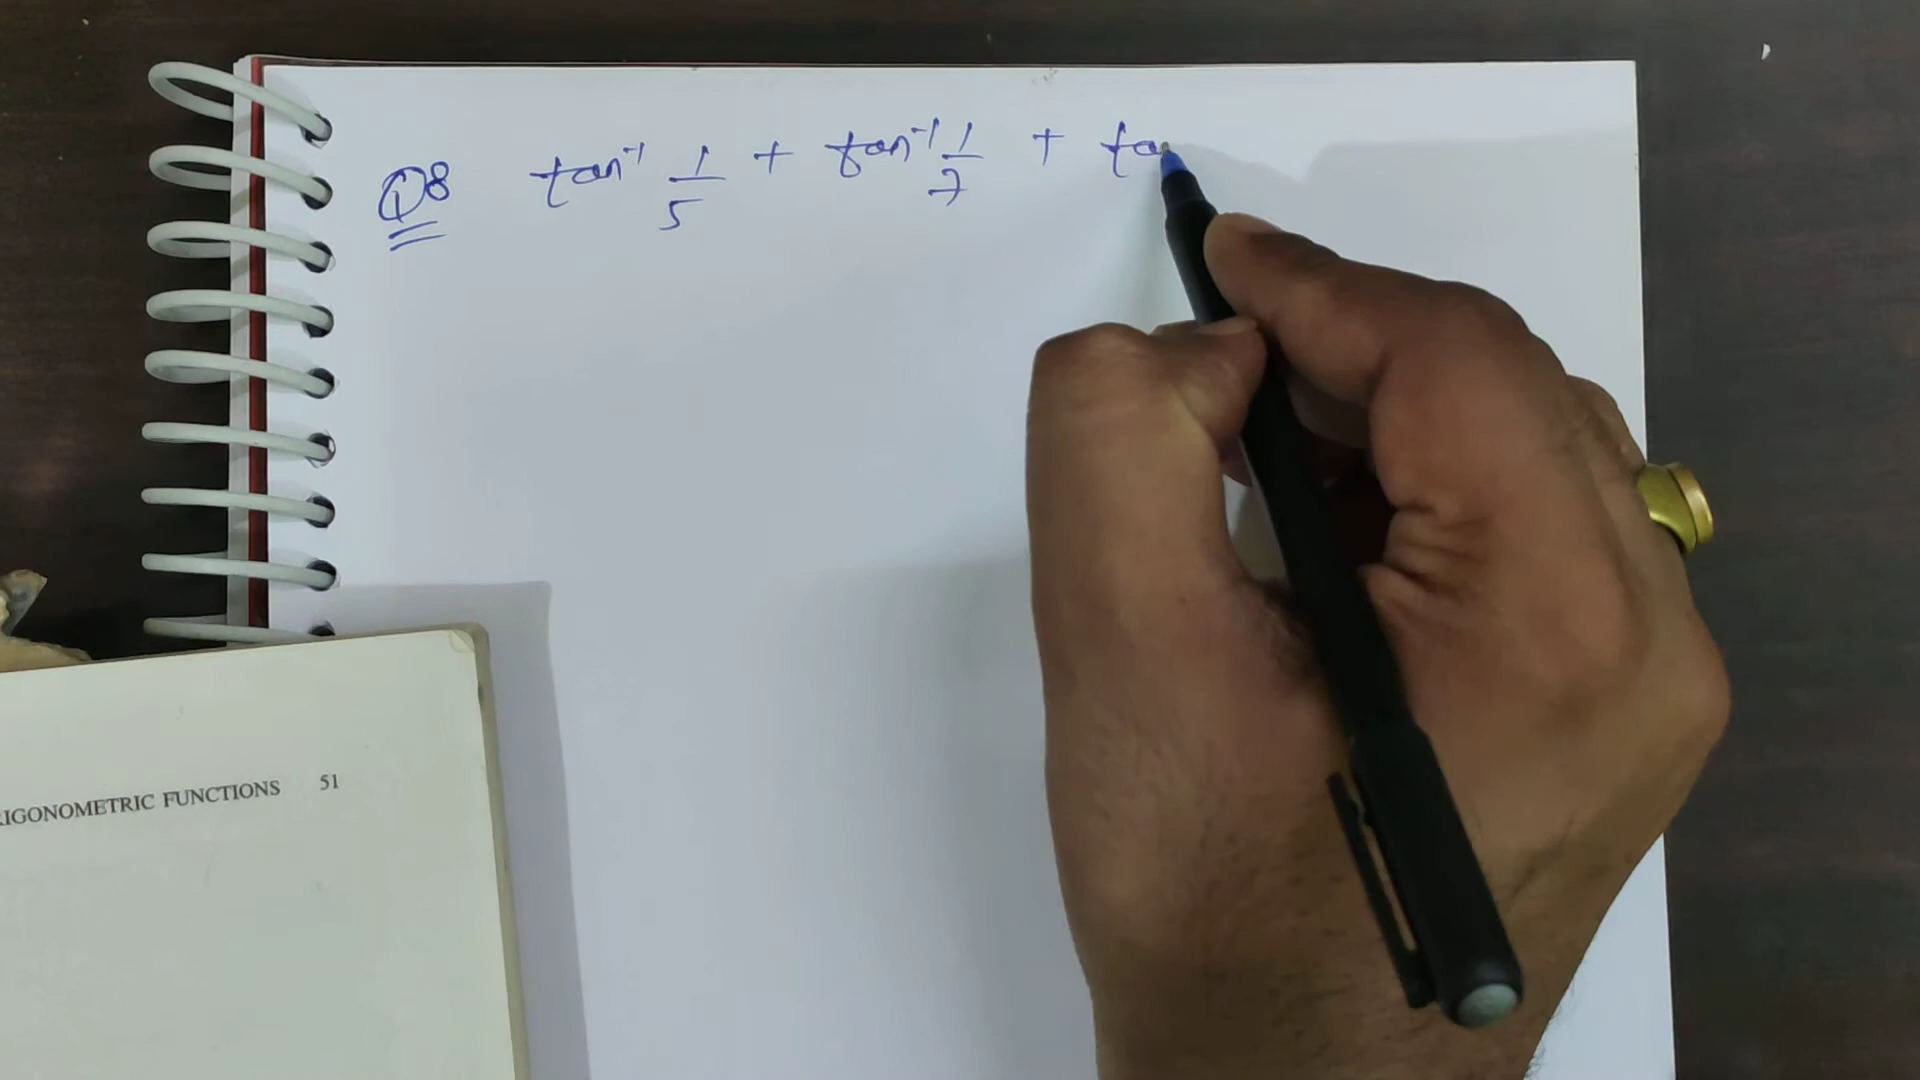 Q8 tan⁻¹ 1/5 + tan⁻¹ 1/7 + ta
RIGONOMETRIC FUNCTIONS 51